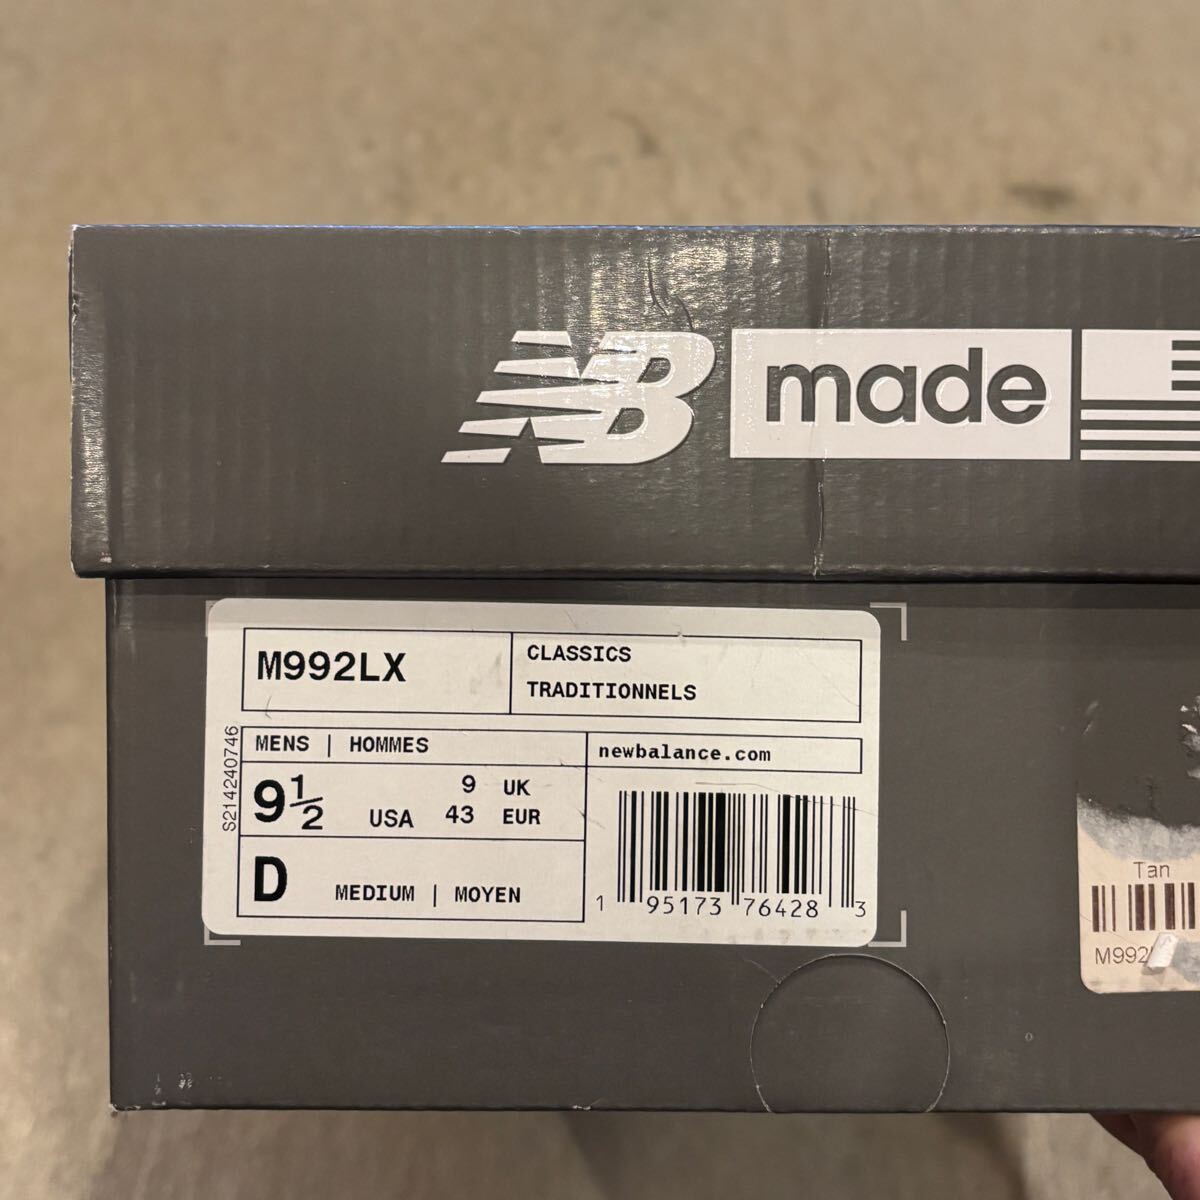 NB made
M992LX
CLASSICS
TRADITIONNELS
S214240746
MENS | HOMMES
newbalance.com
9½ USA
9 UK
43 EUR
D MEDIUM | MOYEN
1 95173 76428 3
Tan
M992